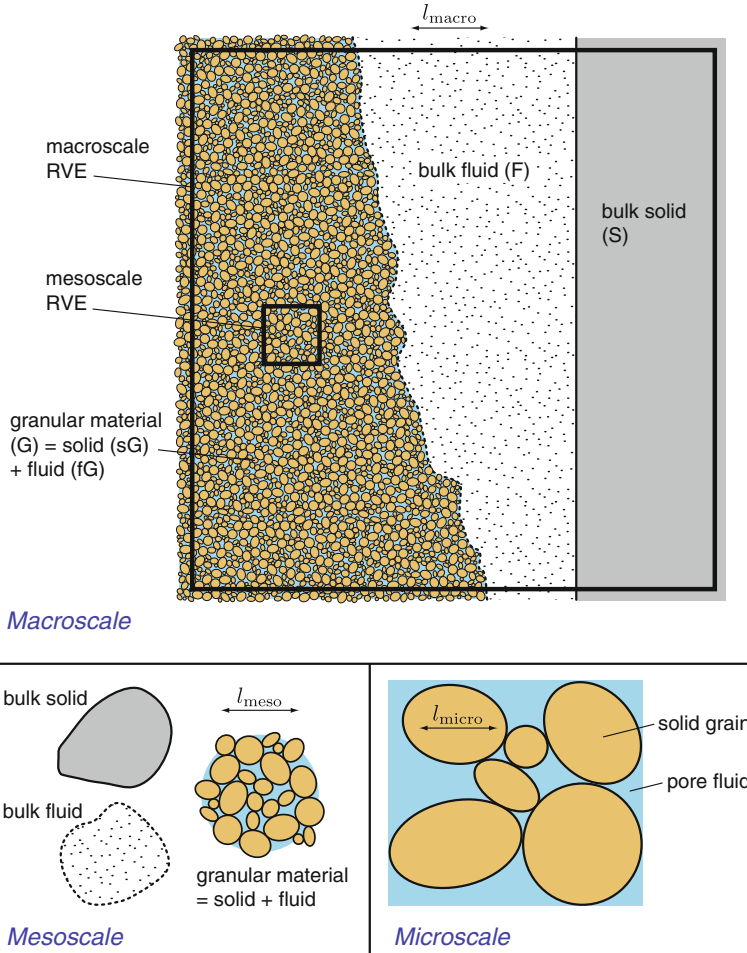 l_macro
macroscale
RVE
bulk fluid (F)
bulk solid
(S)
mesoscale
RVE
granular material
(G) = solid (sG)
+ fluid (fG)
Macroscale
bulk solid
l_meso
bulk fluid
granular material
= solid + fluid
Mesoscale
l_micro
solid grain
pore fluid
Microscale